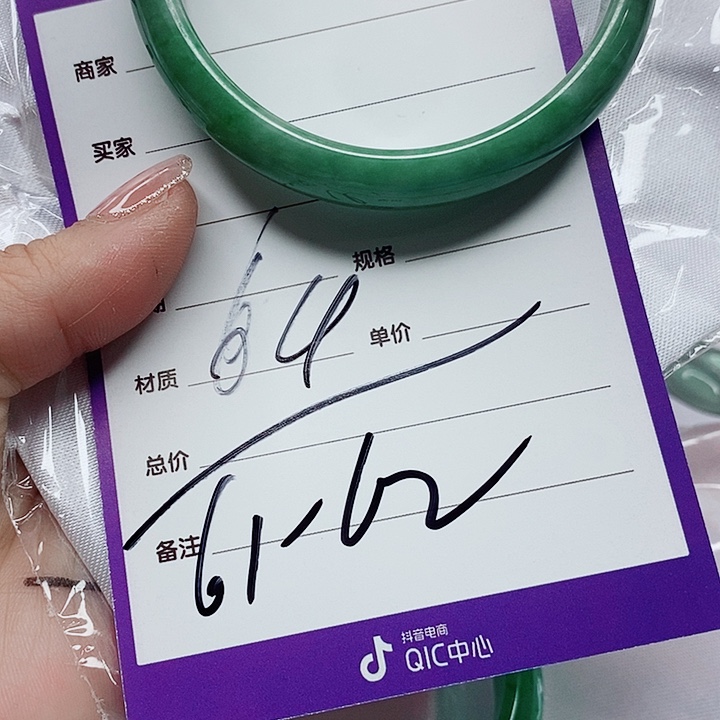 商家
买家
规格
材质
64
单价
总价
备注
61-62
抖音电商
QIC中心